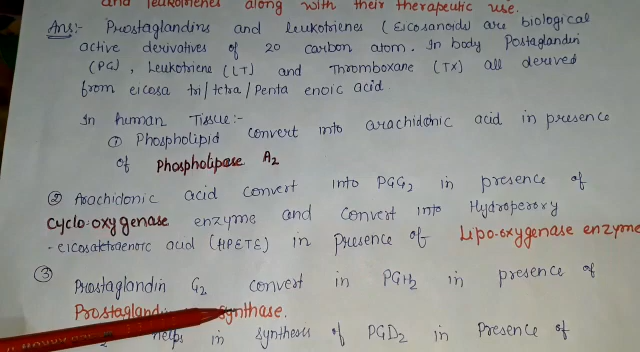 and leukotrienes along with their therapeutic use.
Ans:- Prostaglandins and leukotrienes (Eicosanoids) are biological
active derivatives of 20 carbon atom. In body Postaglandin
(PG), Leukotriene (LT) and Thromboxane (TX) all derived
from eicosa tri/tetra/Penta enoic acid.
In human Tissue:-
① Phospholipid convert into arachidonic acid in presence
of Phospholipase A2
② Arachidonic acid convert into PGG2 in presence of
cyclo-oxygenase enzyme and convert into Hydroperoxy
-eicosatetraenoic acid (HPETE) in presence of Lipo-oxygenase enzyme
③
Prostaglandin G2 convert in PGH2 in presence of
Prostaglandin synthase.
helps in synthesis of PGD2 in Presence of